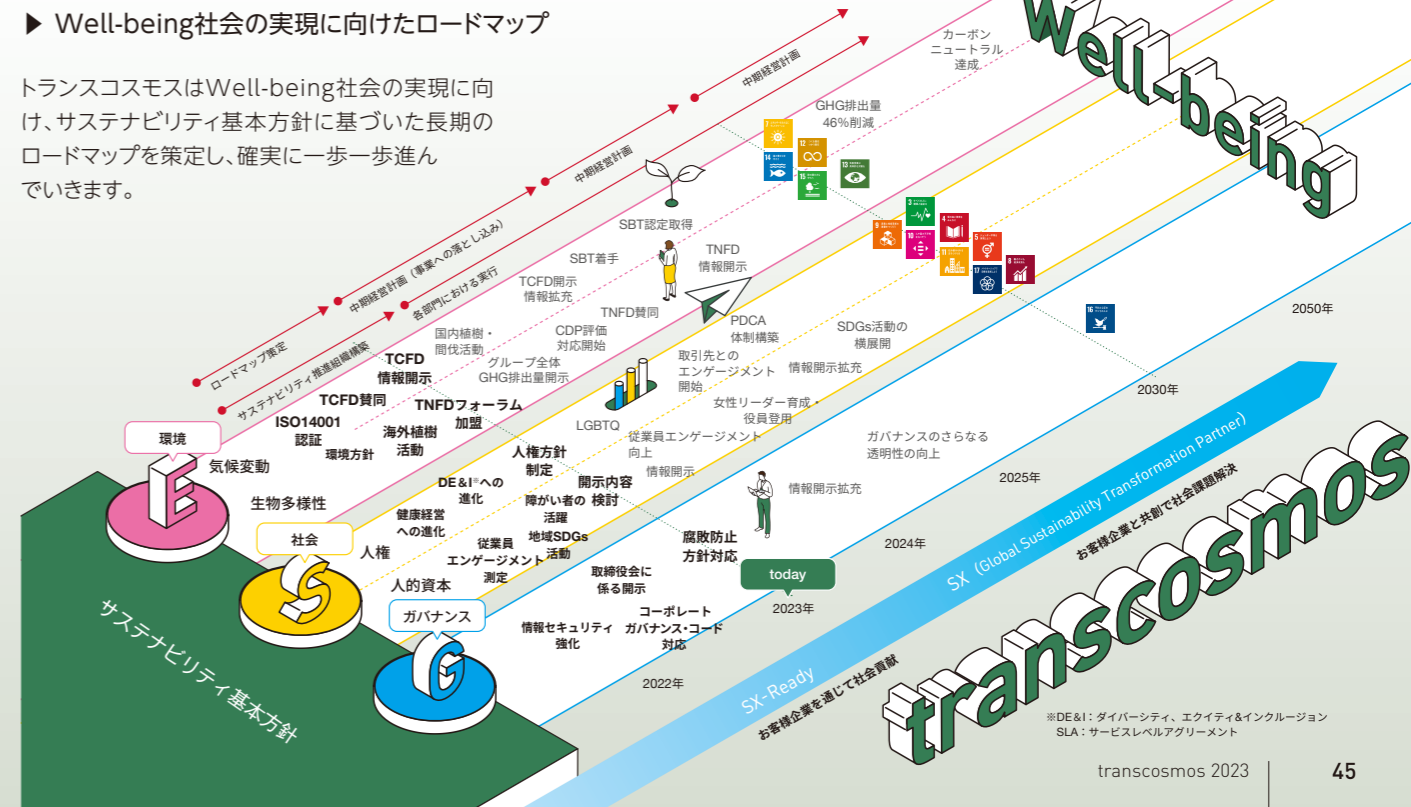 ▶ Well-being社会の実現に向けたロードマップ
トランスコスモスはWell-being社会の実現に向
け、サステナビリティ基本方針に基づいた長期の
ロードマップを策定し、確実に一歩一歩進ん
でいきます。
ロードマップ策定
中期経営計画（事業への落とし込み）
中期経営計画
中期経営計画
サステナビリティ推進組織構築
各部門における実行
環境
E
気候変動
生物多様性
ISO14001
認証
環境方針
TCFD賛同
TCFD
情報開示
海外植樹
活動
TNFDフォーラム
加盟
国内植樹・
間伐活動
グループ全体
GHG排出量開示
TCFD開示
情報拡充
CDP評価
対応開始
SBT着手
TNFD賛同
SBT認定取得
TNFD
情報開示
GHG排出量
46%削減
カーボン
ニュートラル
達成
7
12
14
15
13
社会
S
人権
人的資本
健康経営
への進化
DE&I※への
進化
従業員
エンゲージメント
測定
人権方針
制定
障がい者の
活躍
地域SDGs
活動
開示内容
検討
LGBTQ
従業員エンゲージメント
向上
情報開示
取引先との
エンゲージメント
開始
女性リーダー育成・
役員登用
PDCA
体制構築
情報開示拡充
SDGs活動の
横展開
3
4
9
10
5
11
17
8
ガバナンス
G
情報セキュリティ
強化
取締役会に
係る開示
コーポレート
ガバナンス・コード
対応
腐敗防止
方針対応
情報開示拡充
ガバナンスのさらなる
透明性の向上
16
today
2022年
2023年
2024年
2025年
2030年
2050年
サステナビリティ基本方針
SX-Ready
お客様企業を通じて社会貢献
SX（Global Sustainability Transformation Partner）
お客様企業と共創で社会課題解決
Well-being
transcosmos
※DE&I：ダイバーシティ、エクイティ&インクルージョン
SLA：サービスレベルアグリーメント
transcosmos 2023
45